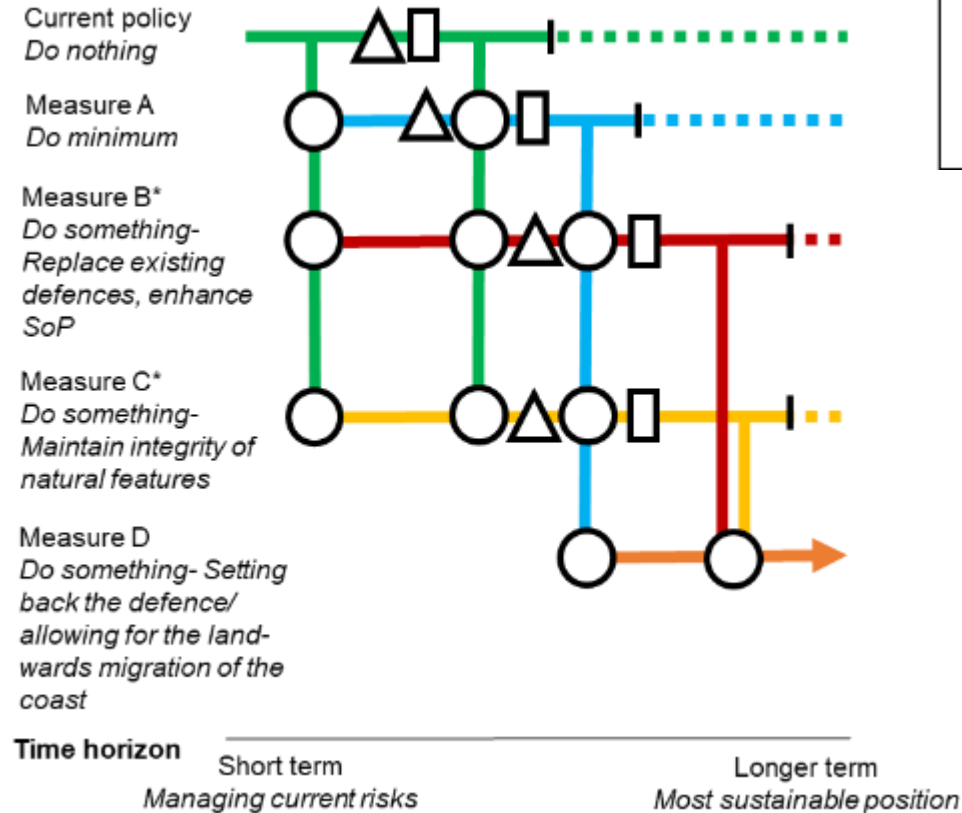 Current policy
Do nothing
Measure A
Do minimum
Measure B*
Do something-
Replace existing
defences, enhance
SoP
Measure C*
Do something-
Maintain integrity of
natural features
Measure D
Do something- Setting
back the defence/
allowing for the land-
wards migration of the
coast
Time horizon
Short term
Managing current risks
Longer term
Most sustainable position